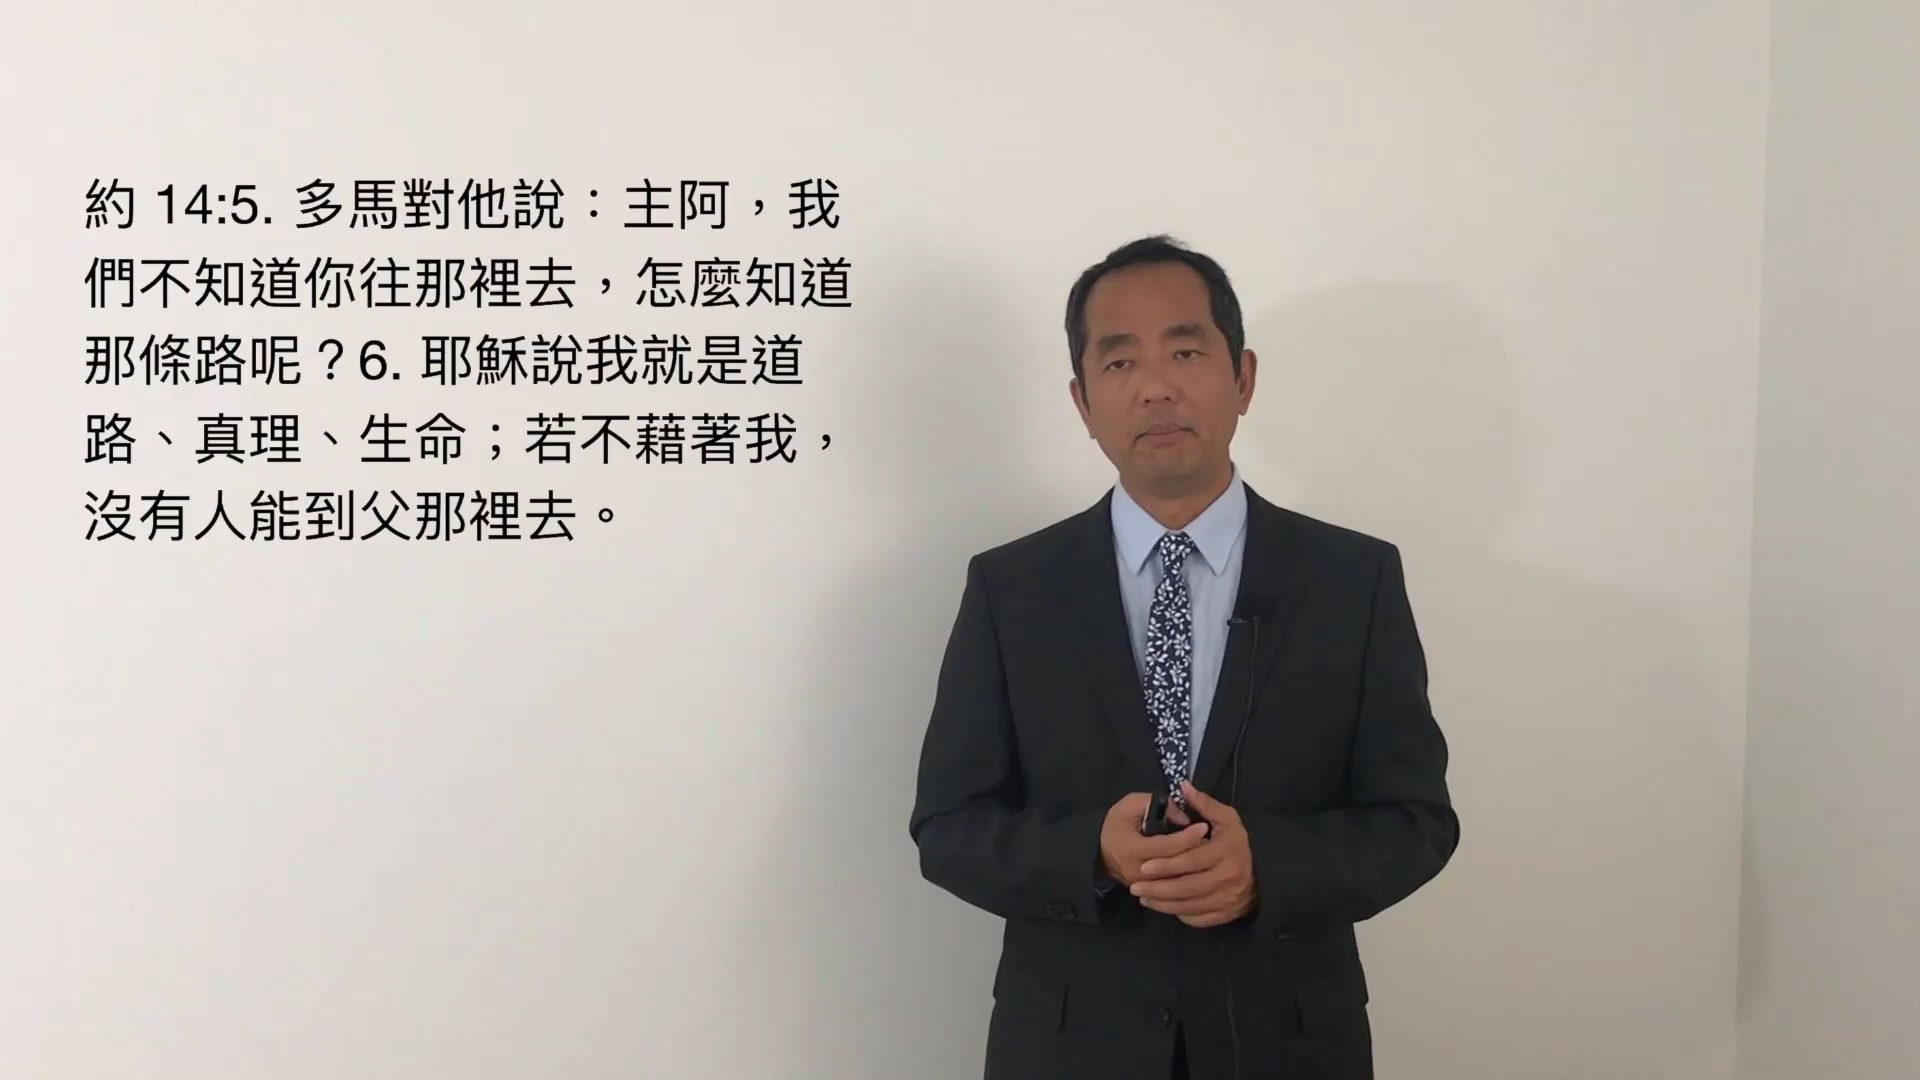 約 14:5. 多馬對他說：主阿，我
們不知道你往那裡去，怎麼知道
那條路呢？6. 耶穌說我就是道
路、真理、生命；若不藉著我，
沒有人能到父那裡去。